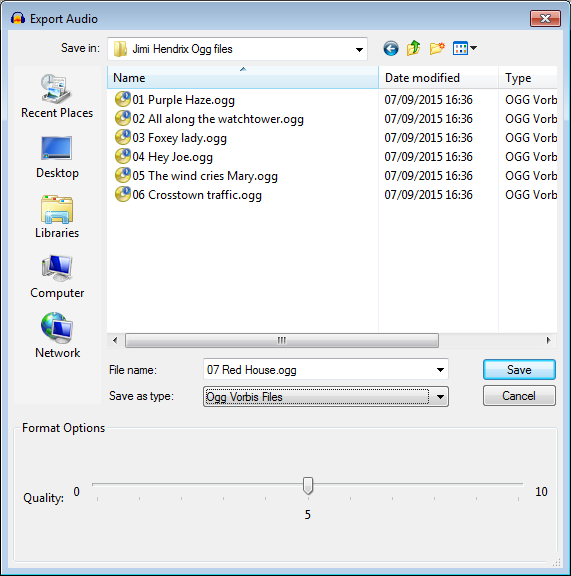 Export Audio
Save in: Jimi Hendrix Ogg files
Name Date modified Type
01 Purple Haze.ogg 07/09/2015 16:36 OGG Vorb
02 All along the watchtower.ogg 07/09/2015 16:36 OGG Vorb
03 Foxey lady.ogg 07/09/2015 16:36 OGG Vorb
04 Hey Joe.ogg 07/09/2015 16:36 OGG Vorb
05 The wind cries Mary.ogg 07/09/2015 16:36 OGG Vorb
06 Crosstown traffic.ogg 07/09/2015 16:36 OGG Vorb
Recent Places
Desktop
Libraries
Computer
Network
File name: 07 Red House.ogg Save
Save as type: Ogg Vorbis Files Cancel
Format Options
Quality: 0 10
5